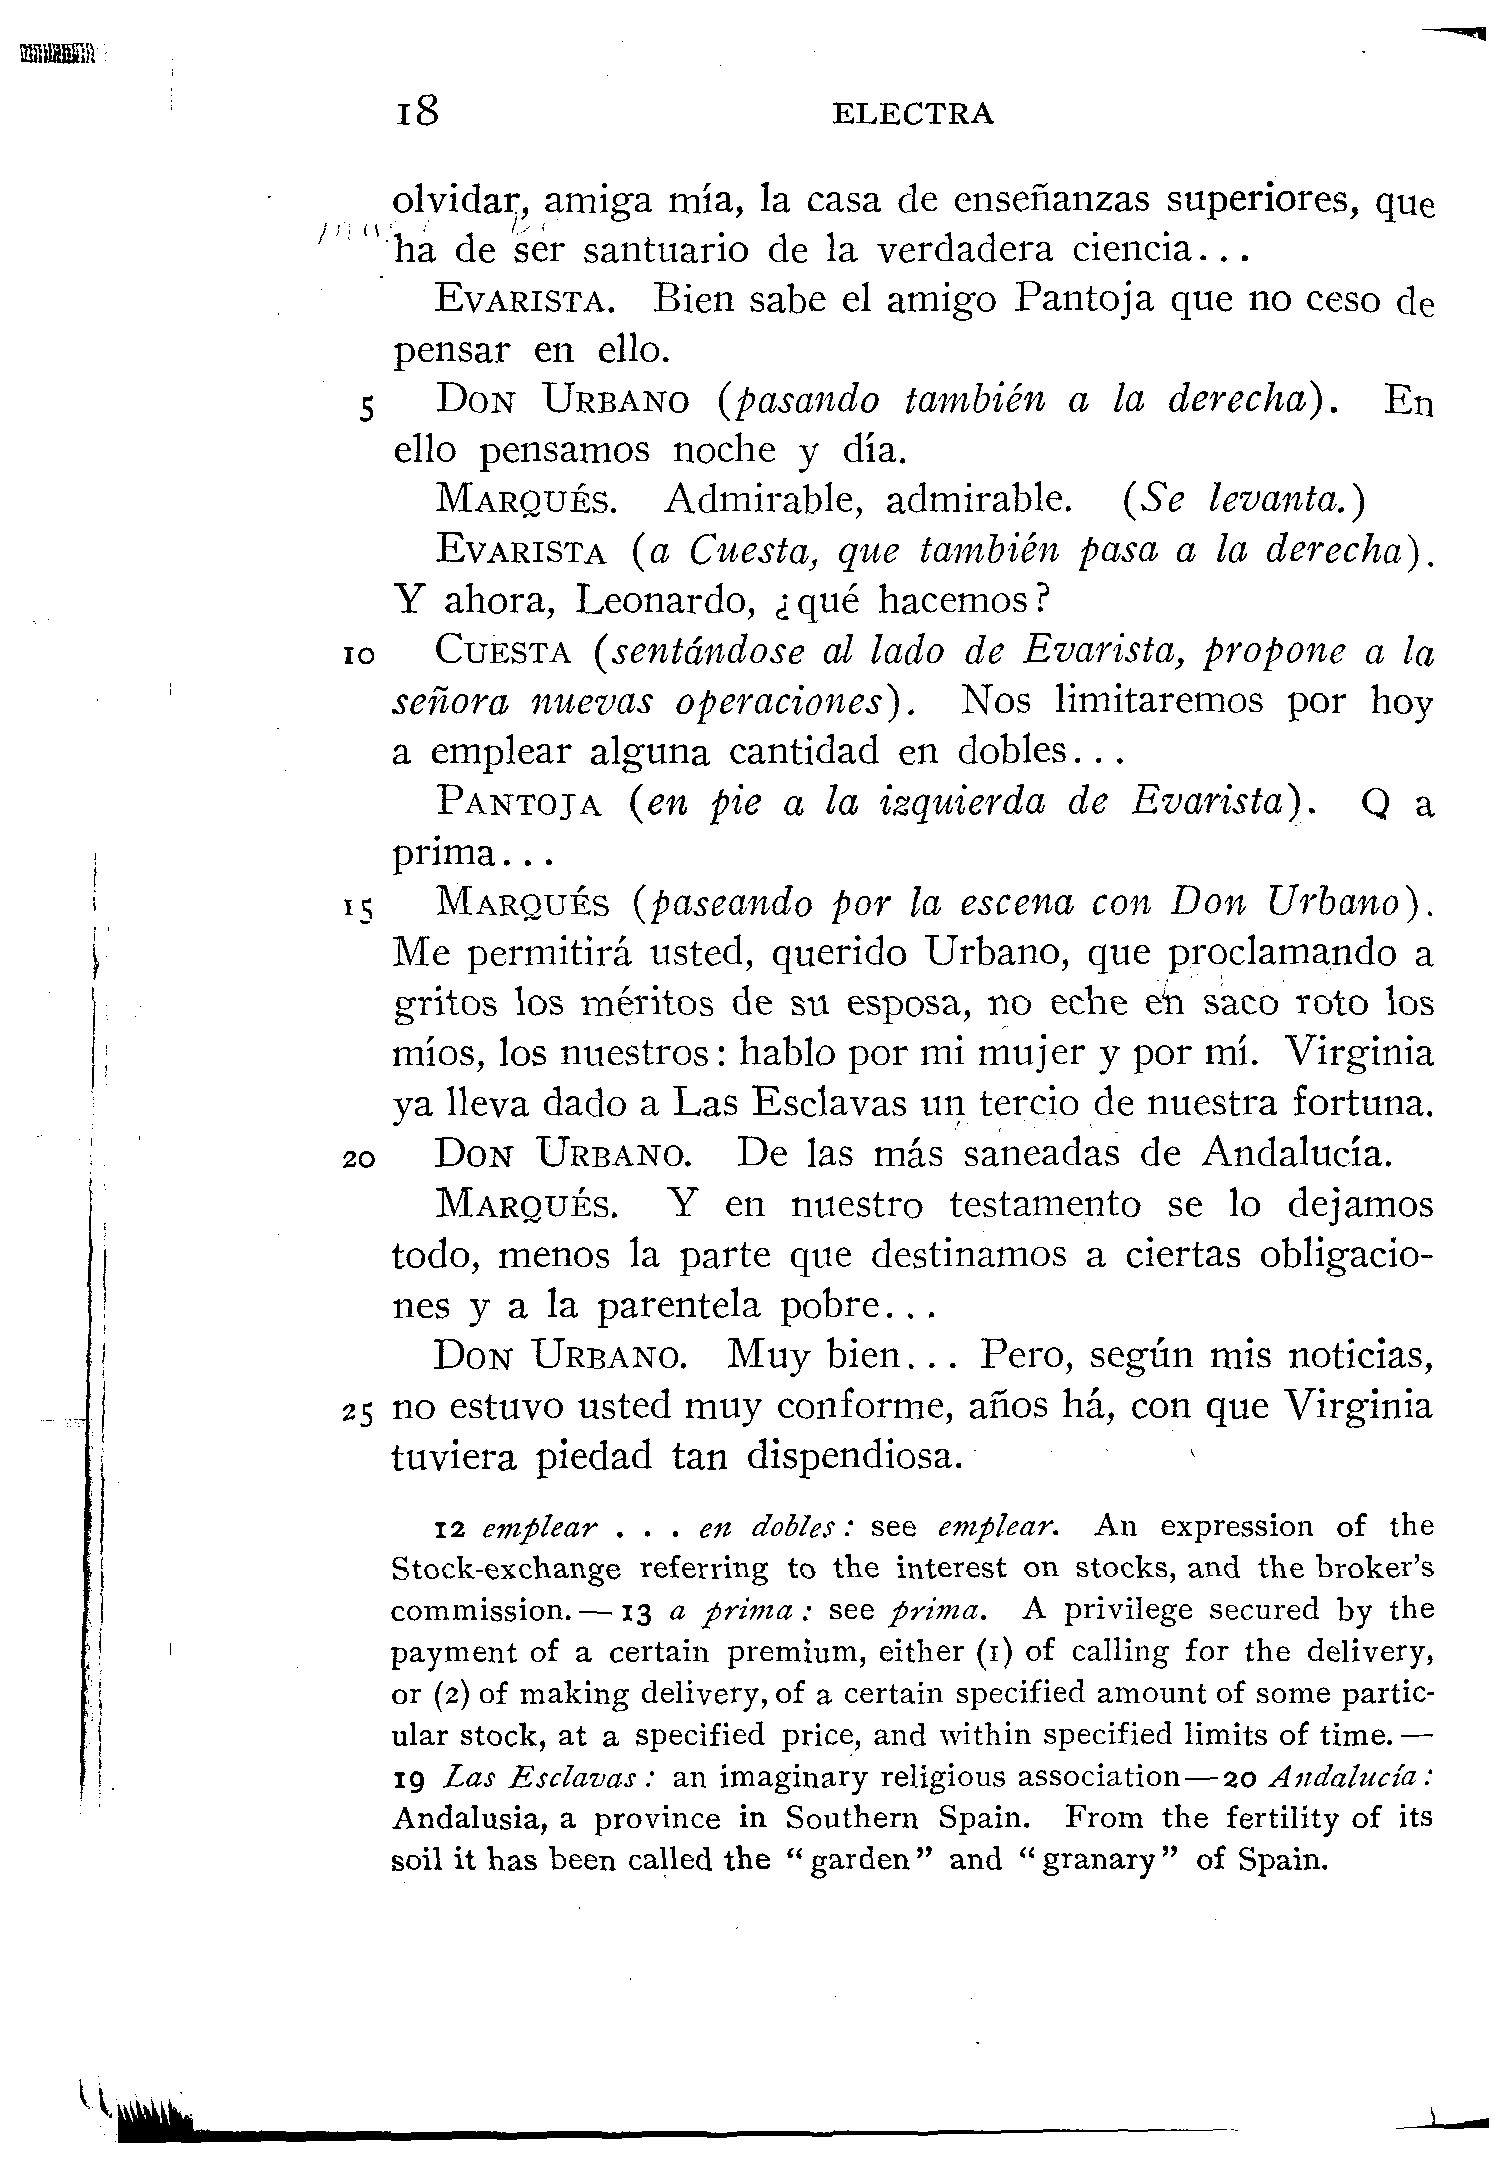 18 ELECTRA
olvidar, amiga mía, la casa de enseñanzas superiores, que
ha de ser santuario de la verdadera ciencia...
EVARISTA. Bien sabe el amigo Pantoja que no ceso de
pensar en ello.
5 DON URBANO (pasando también a la derecha). En
ello pensamos noche y día.
MARQUÉS. Admirable, admirable. (Se levanta.)
EVARISTA (a Cuesta, que también pasa a la derecha).
Y ahora, Leonardo, ¿qué hacemos?
10 CUESTA (sentándose al lado de Evarista, propone a la
señora nuevas operaciones). Nos limitaremos por hoy
a emplear alguna cantidad en dobles...
PANTOJA (en pie a la izquierda de Evarista). Q a
prima...
15 MARQUÉS (paseando por la escena con Don Urbano).
Me permitirá usted, querido Urbano, que proclamando a
gritos los méritos de su esposa, no eche en saco roto los
míos, los nuestros: hablo por mi mujer y por mí. Virginia
ya lleva dado a Las Esclavas un tercio de nuestra fortuna.
20 DON URBANO. De las más saneadas de Andalucía.
MARQUÉS. Y en nuestro testamento se lo dejamos
todo, menos la parte que destinamos a ciertas obligacio-
nes y a la parentela pobre...
DON URBANO. Muy bien... Pero, según mis noticias,
25 no estuvo usted muy conforme, años há, con que Virginia
tuviera piedad tan dispendiosa.
12 emplear . . . en dobles: see emplear. An expression of the
Stock-exchange referring to the interest on stocks, and the broker's
commission.—13 a prima: see prima. A privilege secured by the
payment of a certain premium, either (1) of calling for the delivery,
or (2) of making delivery, of a certain specified amount of some partic-
ular stock, at a specified price, and within specified limits of time.—
19 Las Esclavas: an imaginary religious association—20 Andalucía:
Andalusia, a province in Southern Spain. From the fertility of its
soil it has been called the "garden" and "granary" of Spain.